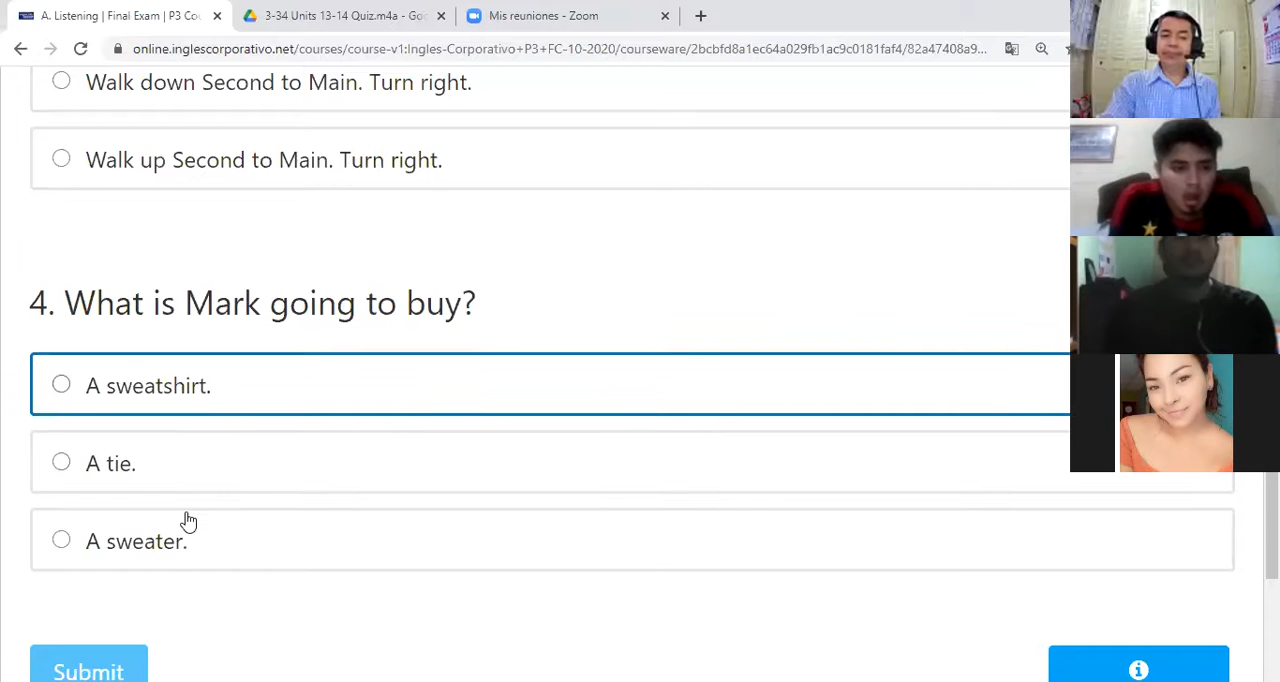 A. Listening | Final Exam | P3 Cou
3-34 Units 13-14 Quiz.m4a - Goo
Mis reuniones - Zoom
online.inglescorporativo.net/courses/course-v1:Ingles-Corporativo+P3+FC-10-2020/courseware/2bcbfd8a1ec64a029fb1ac9c0181faf4/82a47408a9...
Walk down Second to Main. Turn right.
Walk up Second to Main. Turn right.
4. What is Mark going to buy?
A sweatshirt.
A tie.
A sweater.
Submit